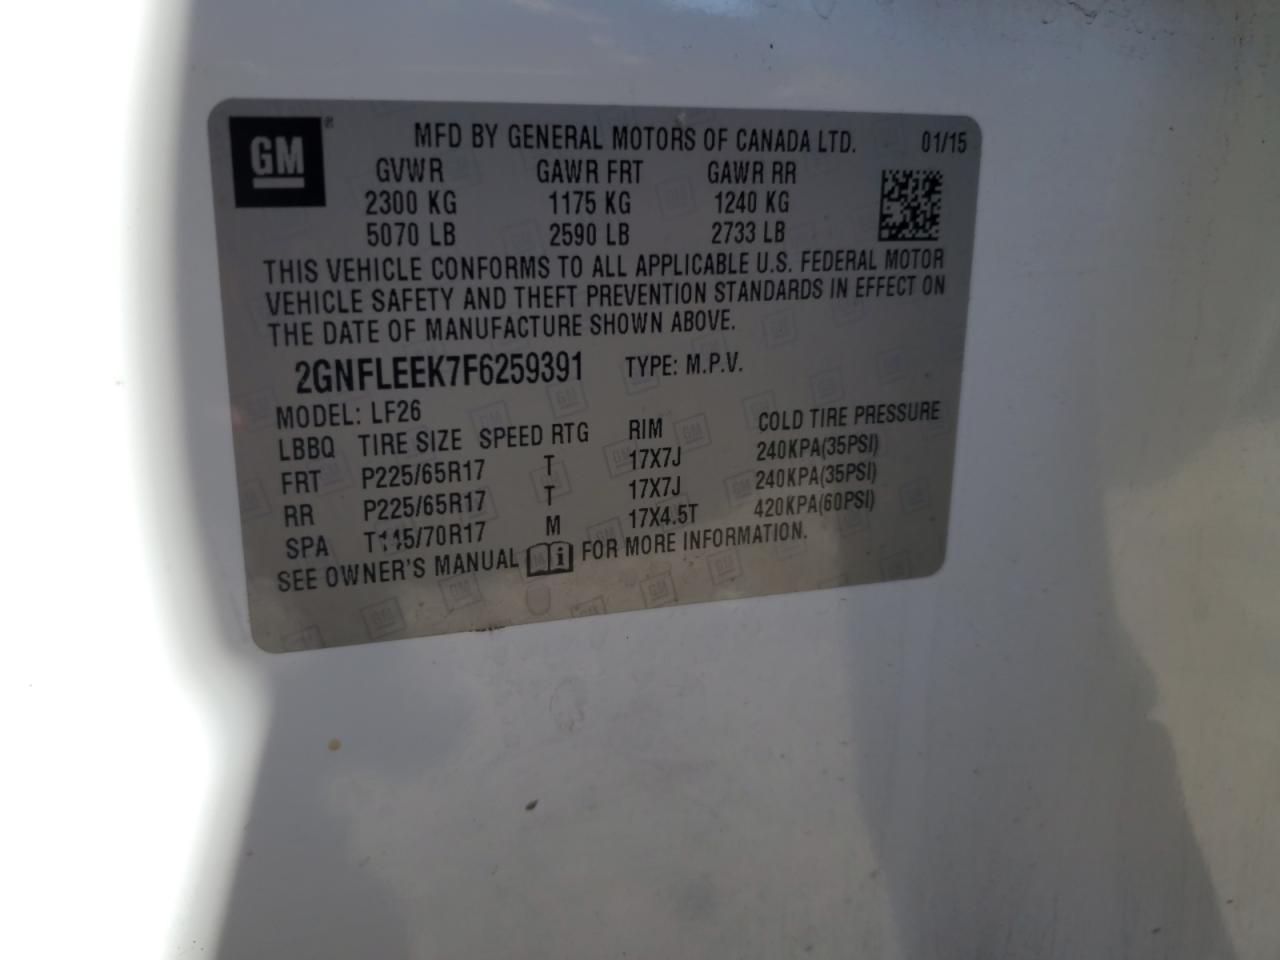 GM ® MFD BY GENERAL MOTORS OF CANADA LTD. 01/15
GVWR GAWR FRT GAWR RR
2300 KG 1175 KG 1240 KG
5070 LB 2590 LB 2733 LB
THIS VEHICLE CONFORMS TO ALL APPLICABLE U.S. FEDERAL MOTOR
VEHICLE SAFETY AND THEFT PREVENTION STANDARDS IN EFFECT ON
THE DATE OF MANUFACTURE SHOWN ABOVE.
2GNFLEEK7F6259391 TYPE: M.P.V.
MODEL: LF26
LBBQ TIRE SIZE SPEED RTG RIM COLD TIRE PRESSURE
FRT P225/65R17 T 17X7J 240KPA(35PSI)
RR P225/65R17 T 17X7J 240KPA(35PSI)
SPA T145/70R17 M 17X4.5T 420KPA(60PSI)
SEE OWNER'S MANUAL i FOR MORE INFORMATION.